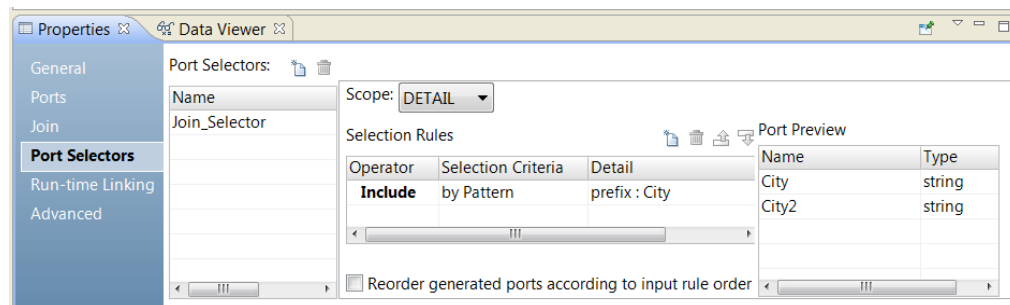 Properties Data Viewer
General
Ports
Join
Port Selectors
Run-time Linking
Advanced
Port Selectors:
Name
Join_Selector
Scope: DETAIL
Selection Rules
Operator Selection Criteria Detail
Include by Pattern prefix : City
Reorder generated ports according to input rule order
Port Preview
Name Type
City string
City2 string